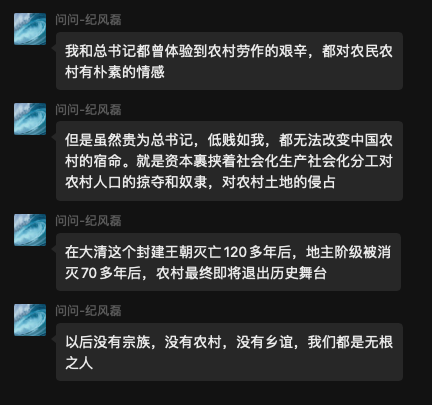 问问-纪风磊
我和总书记都曾体验到农村劳作的艰辛，都对农民农
村有朴素的情感
问问-纪风磊
但是虽然贵为总书记，低贱如我，都无法改变中国农
村的宿命。就是资本裹挟着社会化生产社会化分工对
农村人口的掠夺和奴隶，对农村土地的侵占
问问-纪风磊
在大清这个封建王朝灭亡120多年后，地主阶级被消
灭70多年后，农村最终即将退出历史舞台
问问-纪风磊
以后没有宗族，没有农村，没有乡谊，我们都是无根
之人